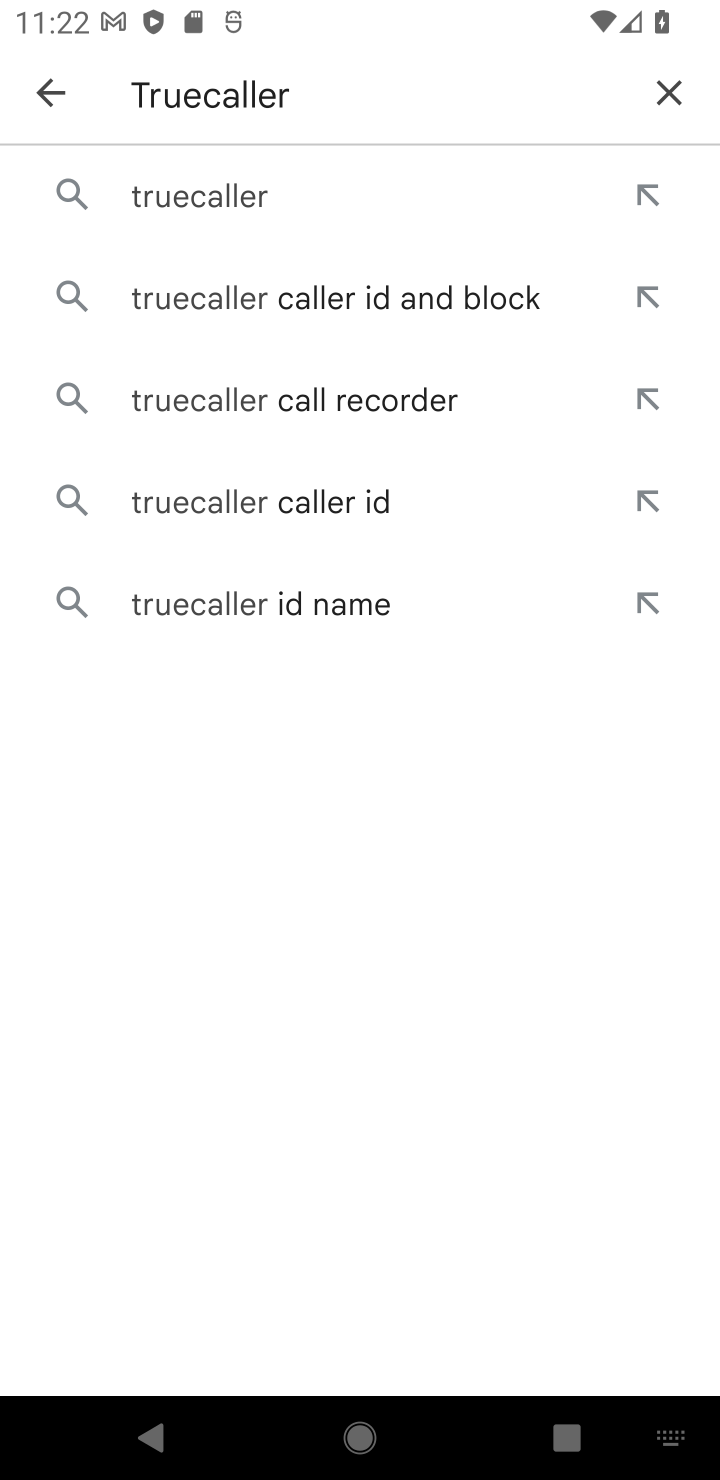 11:22
Truecaller
truecaller
truecaller caller id and block
truecaller call recorder
truecaller caller id
truecaller id name